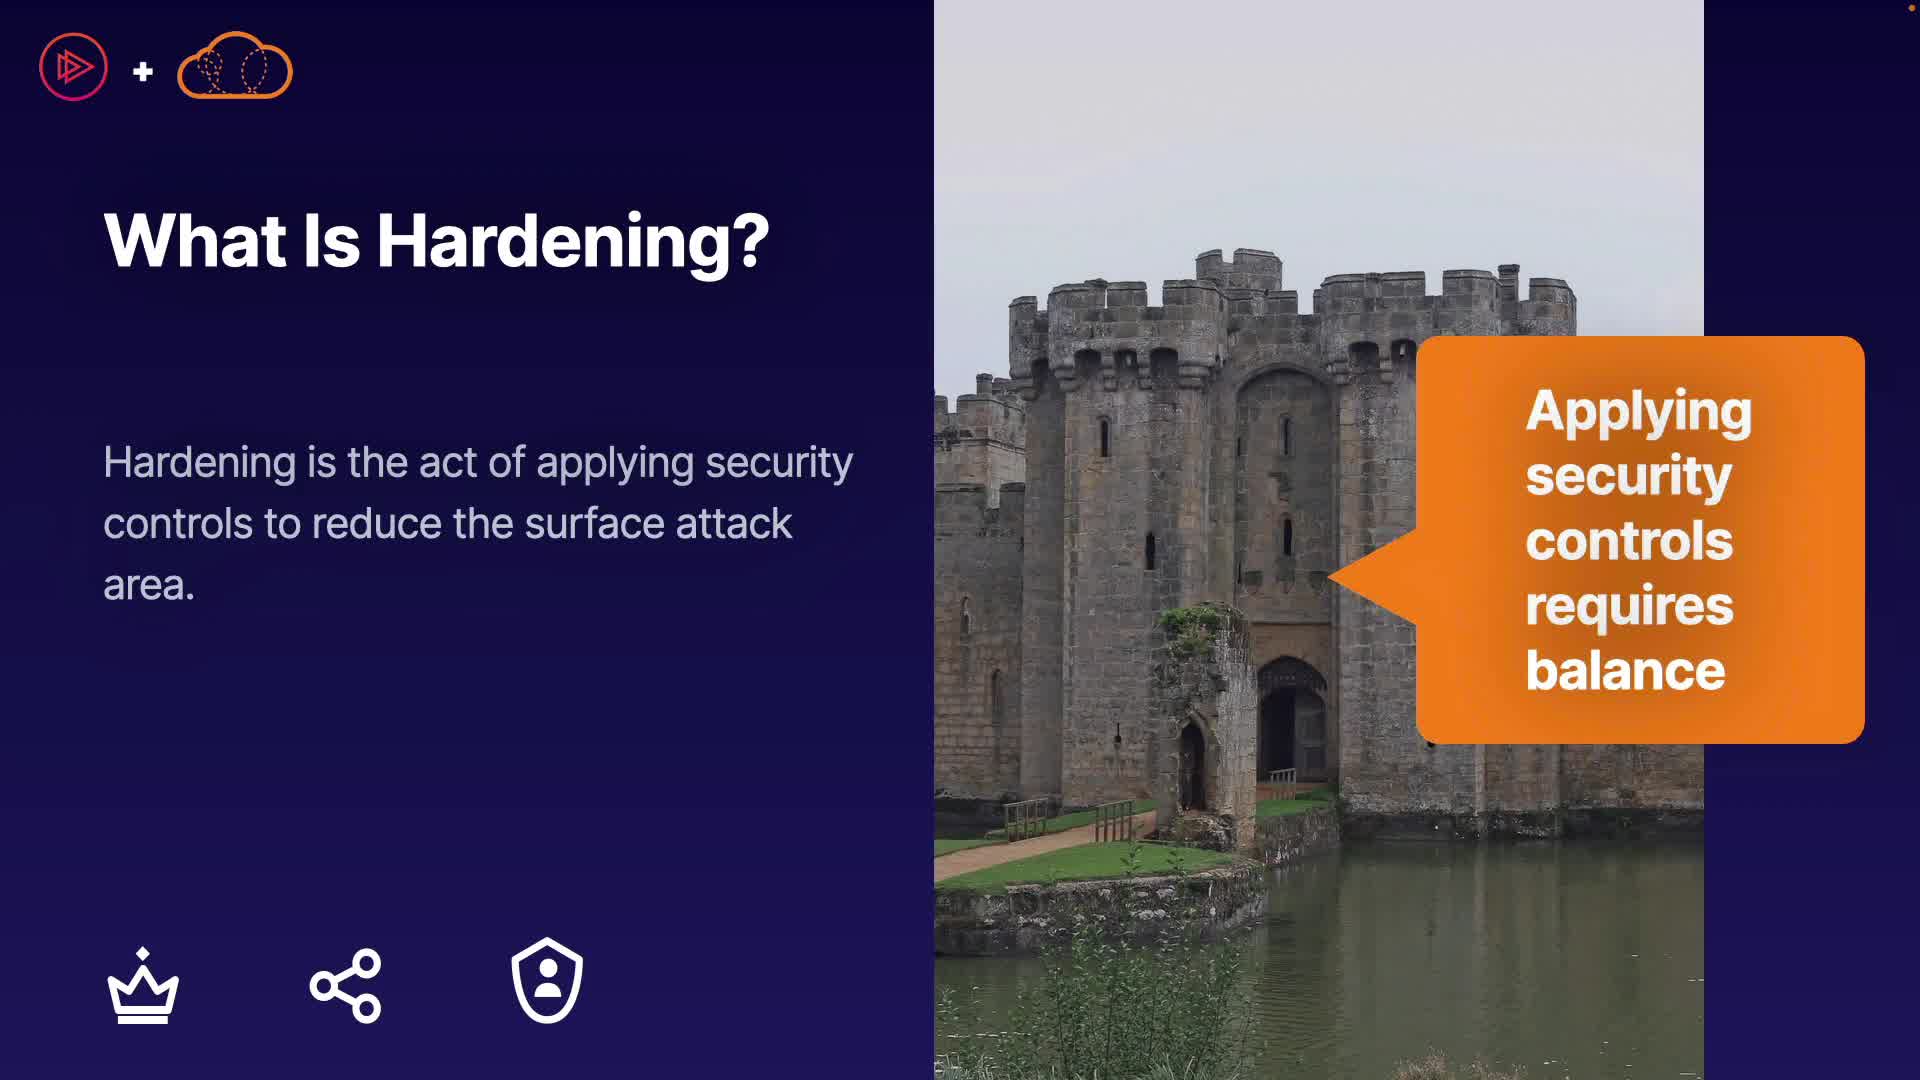 What Is Hardening?
Hardening is the act of applying security
controls to reduce the surface attack
area.
Applying
security
controls
requires
balance